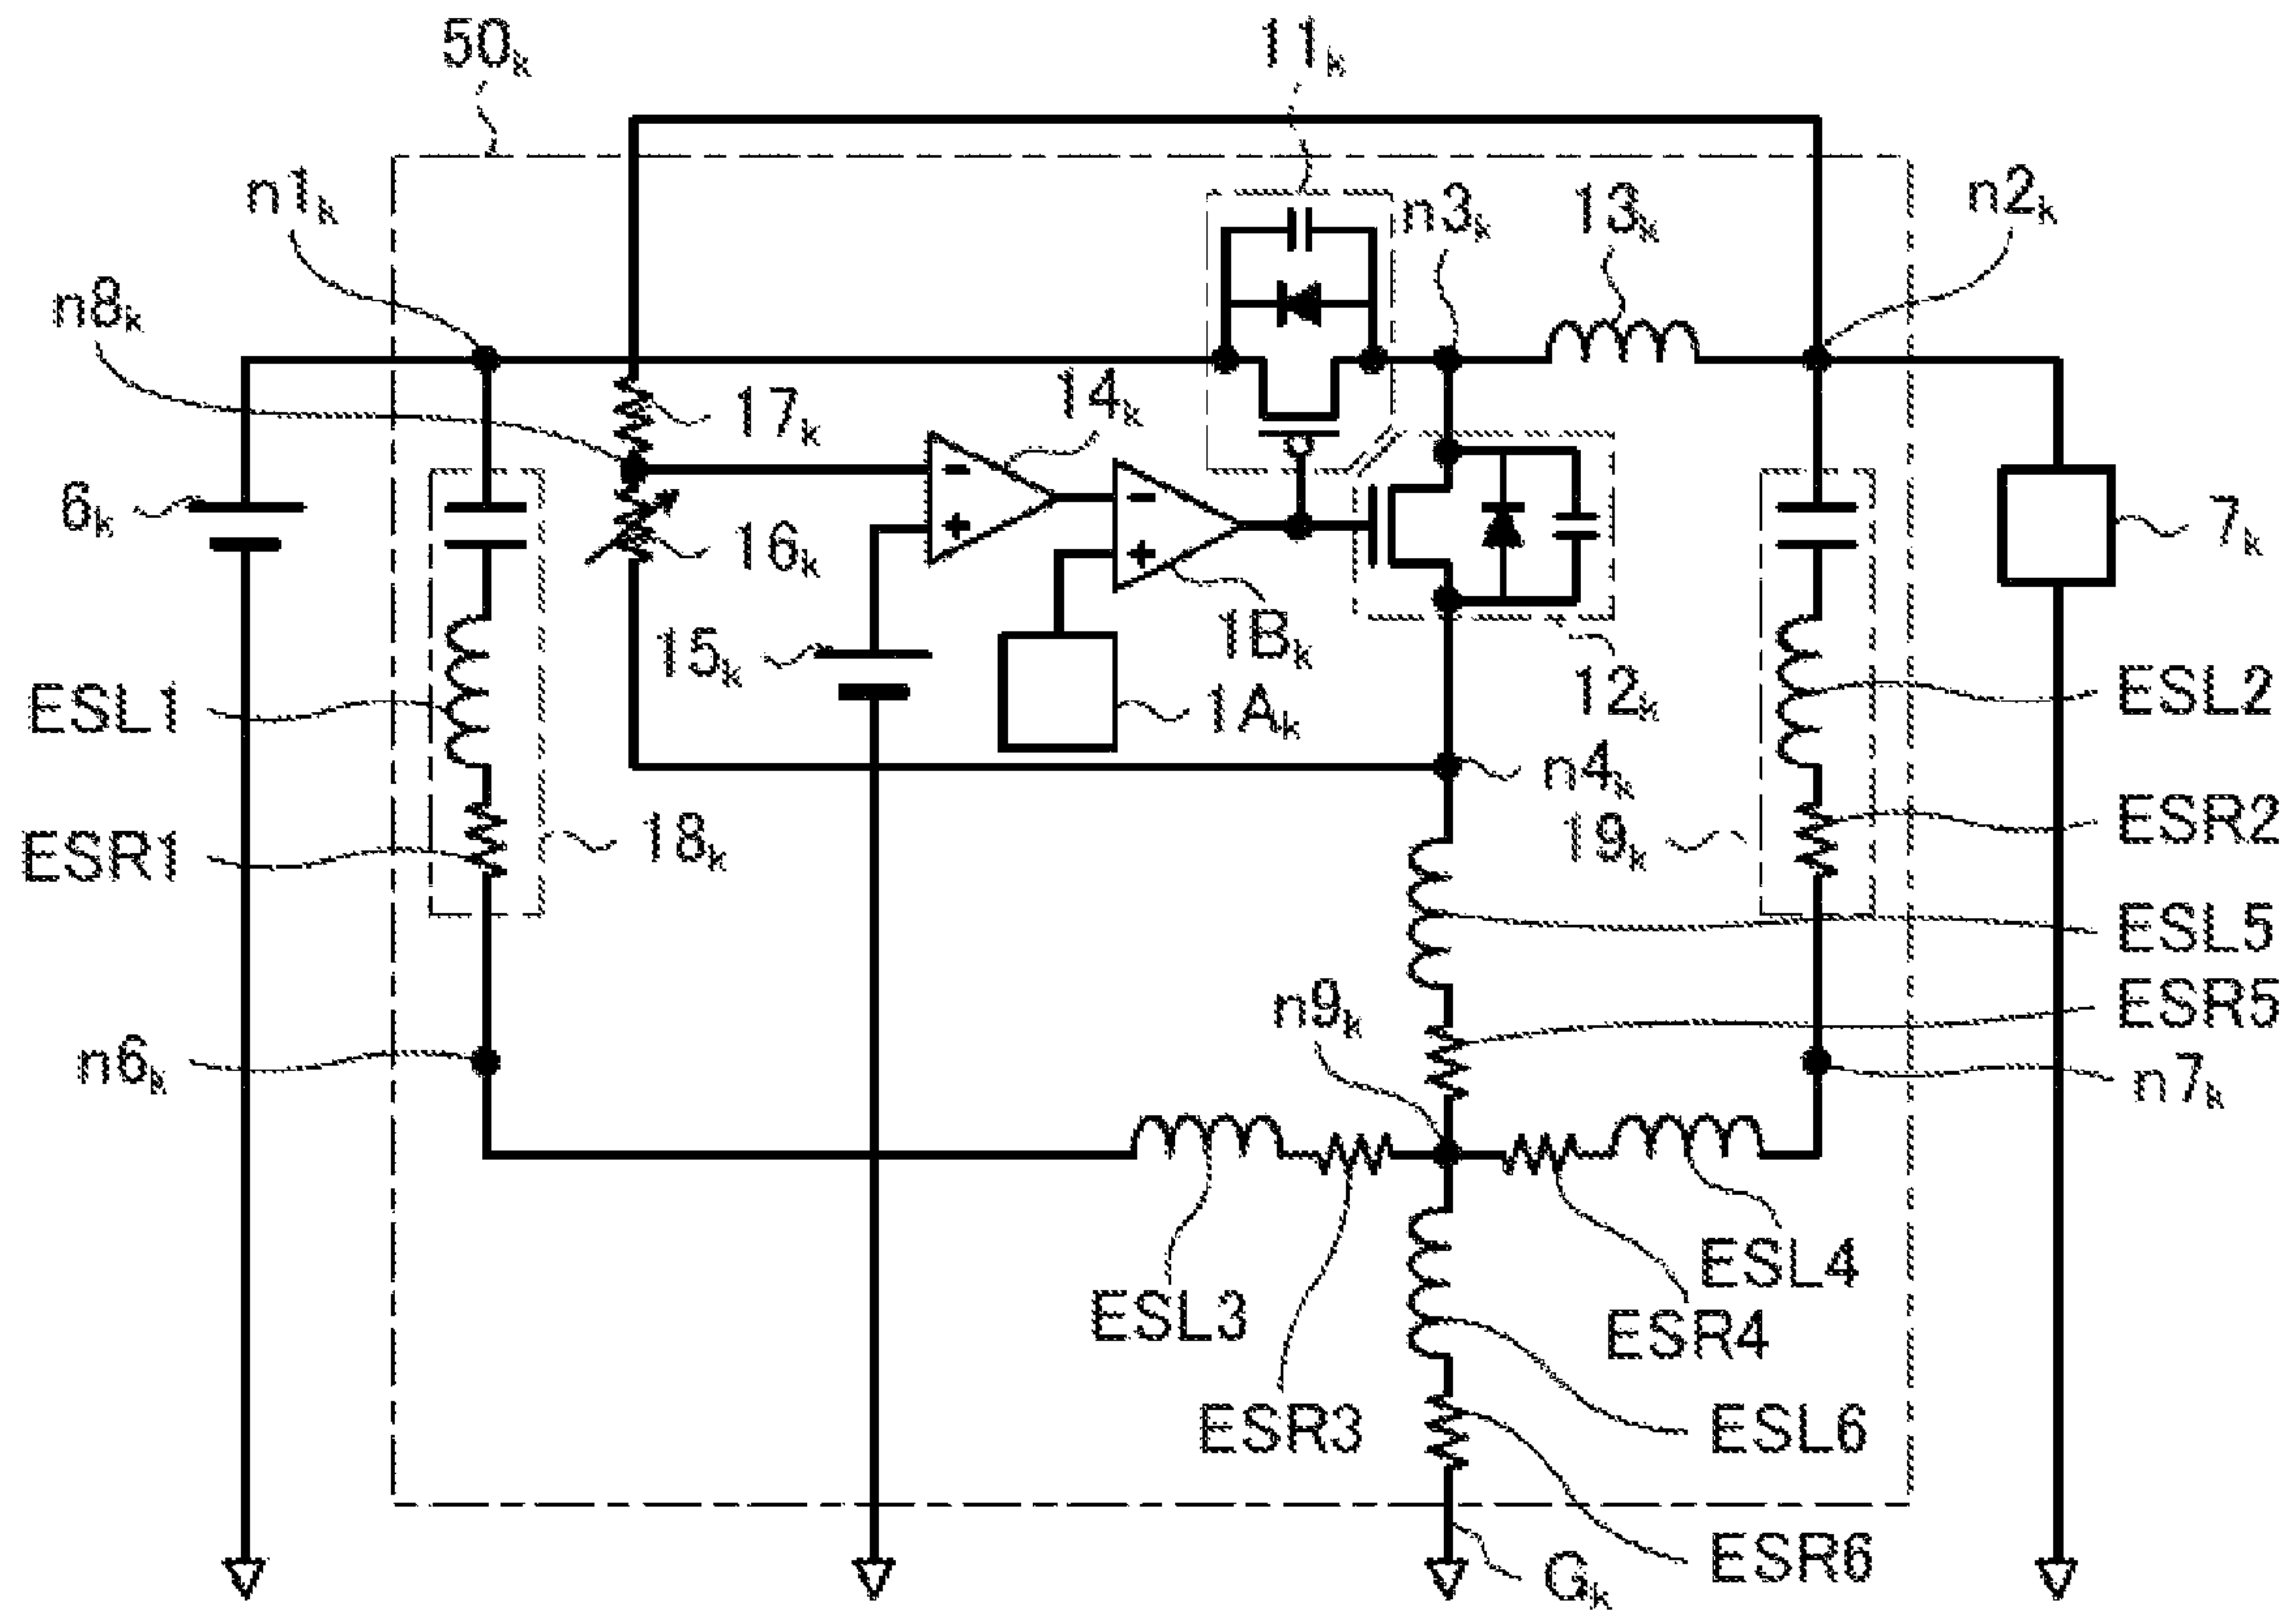 50k
11k
n1k
n3k
13k
n2k
n8k
17k
14k
6k
-
+
-
+
16k
7k
15k
1Bk
1Ak
12k
ESL1
ESL2
n4k
ESR1
18k
19k
ESR2
ESL5
n9k
ESR5
n6k
n7k
ESL3
ESL4
ESR4
ESR3
ESL6
ESR6
Gk